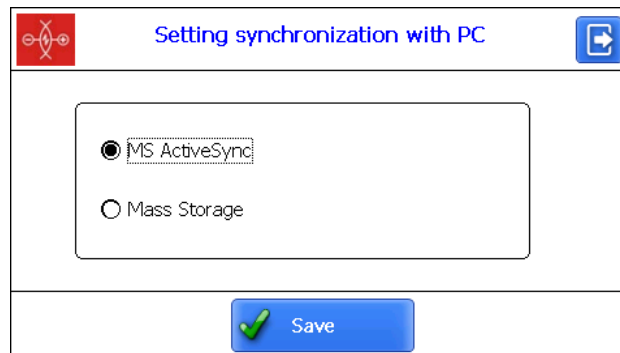 Setting synchronization with PC
MS ActiveSync
Mass Storage
Save